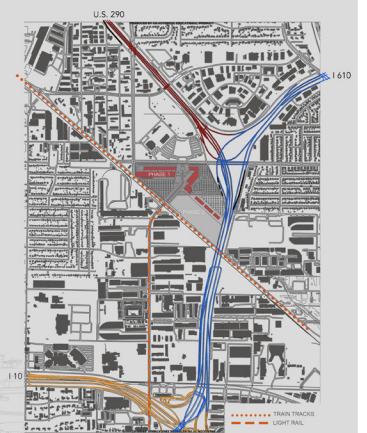 U.S. 290
I 610
PHASE 1
I 10
TRAIN TRACKS
LIGHT RAIL